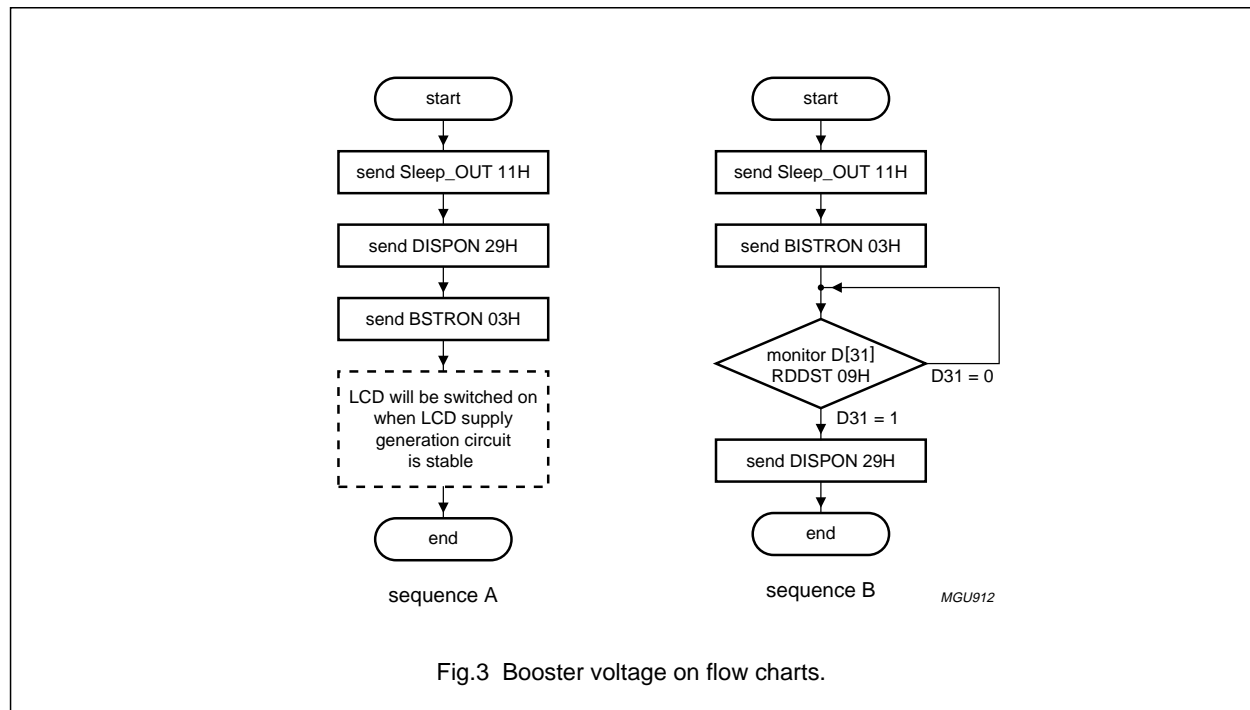 start
send Sleep_OUT 11H
send DISPON 29H
send BSTRON 03H
LCD will be switched on
when LCD supply
generation circuit
is stable
end
sequence A
start
send Sleep_OUT 11H
send BISTRON 03H
monitor D[31]
RDDST 09H
D31 = 0
D31 = 1
send DISPON 29H
end
sequence B
MGU912
Fig.3 Booster voltage on flow charts.